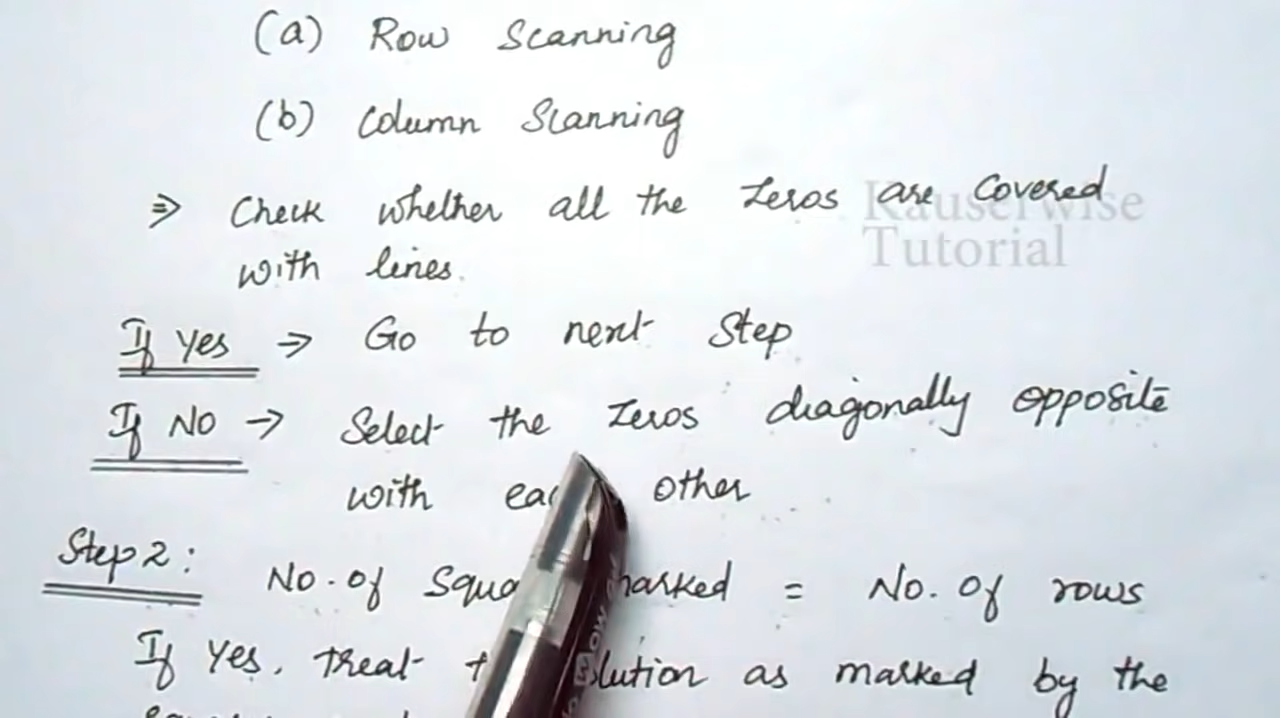 (a) Row Scanning
(b) Column Scanning
⇒ Check whether all the Zeros are Covered
Kauserwise
Tutorial
with lines.
If Yes → Go to next Step
If No → Select the Zeros diagonally opposite
with other
Step 2: No. of marked = No. of rows
If Yes, treat as marked by the